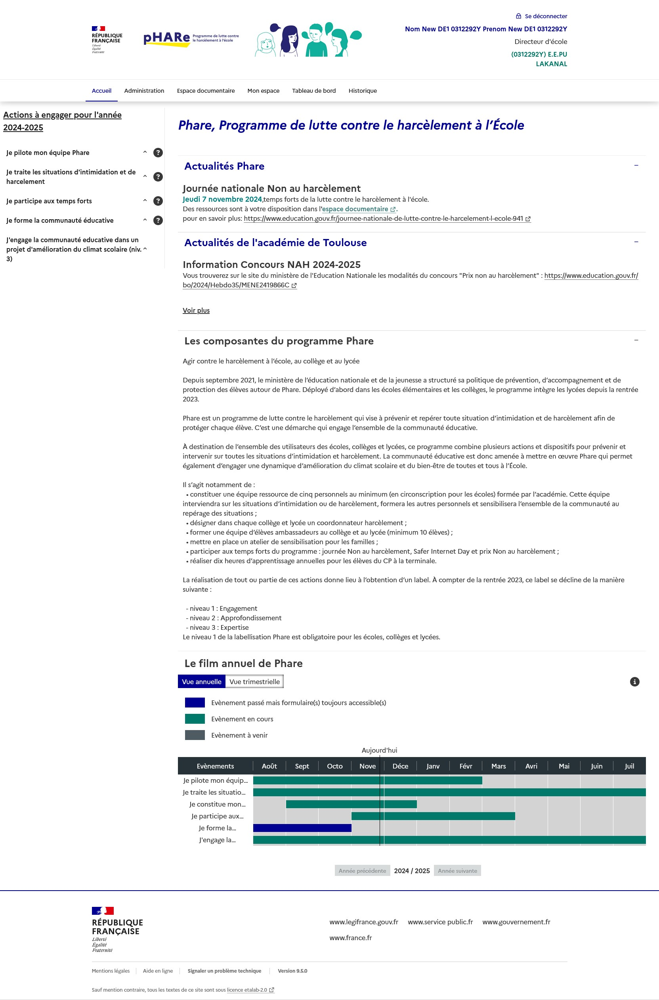 Se déconnecter
Nom New DE1 0312292Y Prenom New DE1 0312292Y
Directeur d'école
(0312292Y) E.E.PU
LAKANAL
RÉPUBLIQUE
FRANÇAISE
Liberté
Égalité
Fraternité
pHARe
Programme de lutte contre
le harcèlement à l'école
Accueil
Administration
Espace documentaire
Mon espace
Tableau de bord
Historique
Actions à engager pour l'année
2024-2025
Je pilote mon équipe Phare
?
Je traite les situations d'intimidation et de
harcelement
?
Je participe aux temps forts
?
Je forme la communauté éducative
?
J'engage la communauté educative dans un
projet d'amélioration du climat scolaire (niv.
3)
Phare, Programme de lutte contre le harcèlement à l’École
Actualités Phare
Journée nationale Non au harcèlement
Jeudi 7 novembre 2024,temps forts de la lutte contre le harcèlement à l'école.
Des ressources sont à votre disposition dans l'espace documentaire .
pour en savoir plus: https://www.education.gouv.fr/journee-nationale-de-lutte-contre-le-harcelement-l-ecole-941
Actualités de l'académie de Toulouse
Information Concours NAH 2024-2025
Vous trouverez sur le site du ministère de l'Education Nationale les modalités du concours "Prix non au harcèlement" : https://www.education.gouv.fr/
bo/2024/Hebdo35/MENE2419866C
Voir plus
Les composantes du programme Phare
Agir contre le harcèlement à l’école, au collège et au lycée
Depuis septembre 2021, le ministère de l’éducation nationale et de la jeunesse a structuré sa politique de prévention, d’accompagnement et de
protection des élèves autour de Phare. Déployé d’abord dans les écoles élémentaires et les collèges, le programme intègre les lycées depuis la rentrée
2023.
Phare est un programme de lutte contre le harcèlement qui vise à prévenir et repérer toute situation d’intimidation et de harcèlement afin de
protéger chaque élève. C’est une démarche qui engage l’ensemble de la communauté éducative.
À destination de l’ensemble des utilisateurs des écoles, collèges et lycées, ce programme combine plusieurs actions et dispositifs pour prévenir et
intervenir sur toutes les situations d’intimidation et harcèlement. La communauté éducative est donc amenée à mettre en œuvre Phare qui permet
également d’engager une dynamique d’amélioration du climat scolaire et du bien-être de toutes et tous à l’École.
Il s’agit notamment de :
• constituer une équipe ressource de cinq personnels au minimum (en circonscription pour les écoles) formée par l’académie. Cette équipe
interviendra sur les situations d’intimidation ou de harcèlement, formera les autres personnels et sensibilisera l’ensemble de la communauté au
repérage des situations ;
• désigner dans chaque collège et lycée un coordonnateur harcèlement ;
• former une équipe d’élèves ambassadeurs au collège et au lycée (minimum 10 élèves) ;
• mettre en place un atelier de sensibilisation pour les familles ;
• participer aux temps forts du programme : journée Non au harcèlement, Safer Internet Day et prix Non au harcèlement ;
• réaliser dix heures d’apprentissage annuelles pour les élèves du CP à la terminale.
La réalisation de tout ou partie de ces actions donne lieu à l’obtention d’un label. À compter de la rentrée 2023, ce label se décline de la manière
suivante :
- niveau 1 : Engagement
- niveau 2 : Approfondissement
- niveau 3 : Expertise
Le niveau 1 de la labellisation Phare est obligatoire pour les écoles, collèges et lycées.
Le film annuel de Phare
Vue annuelle
Vue trimestrielle
Evènement passé mais formulaire(s) toujours accessible(s)
Evènement en cours
Evènement à venir
Aujourd'hui
Evènements Août Sept Octo Nove Déce Janv Févr Mars Avri Mai Juin Juil
Je pilote mon équip...
Je traite les situatio...
Je constitue mon...
Je participe aux...
Je forme la...
J'engage la...
Année précédente
2024 / 2025
Année suivante
RÉPUBLIQUE
FRANÇAISE
Liberté
Égalité
Fraternité
www.legifrance.gouv.fr
www.service public.fr
www.gouvernement.fr
www.france.fr
Mentions légales
Aide en ligne
Signaler un problème technique
Version 9.5.0
Sauf mention contraire, tous les textes de ce site sont sous licence etalab-2.0